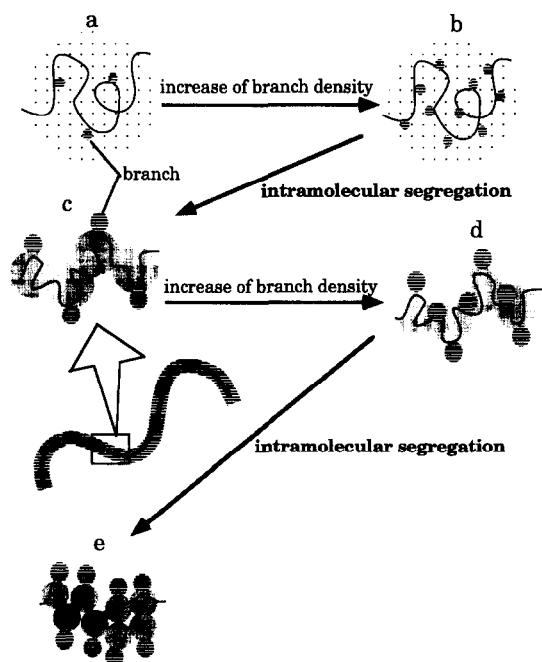 a
b
increase of branch density
branch
intramolecular segregation
c
d
increase of branch density
intramolecular segregation
e